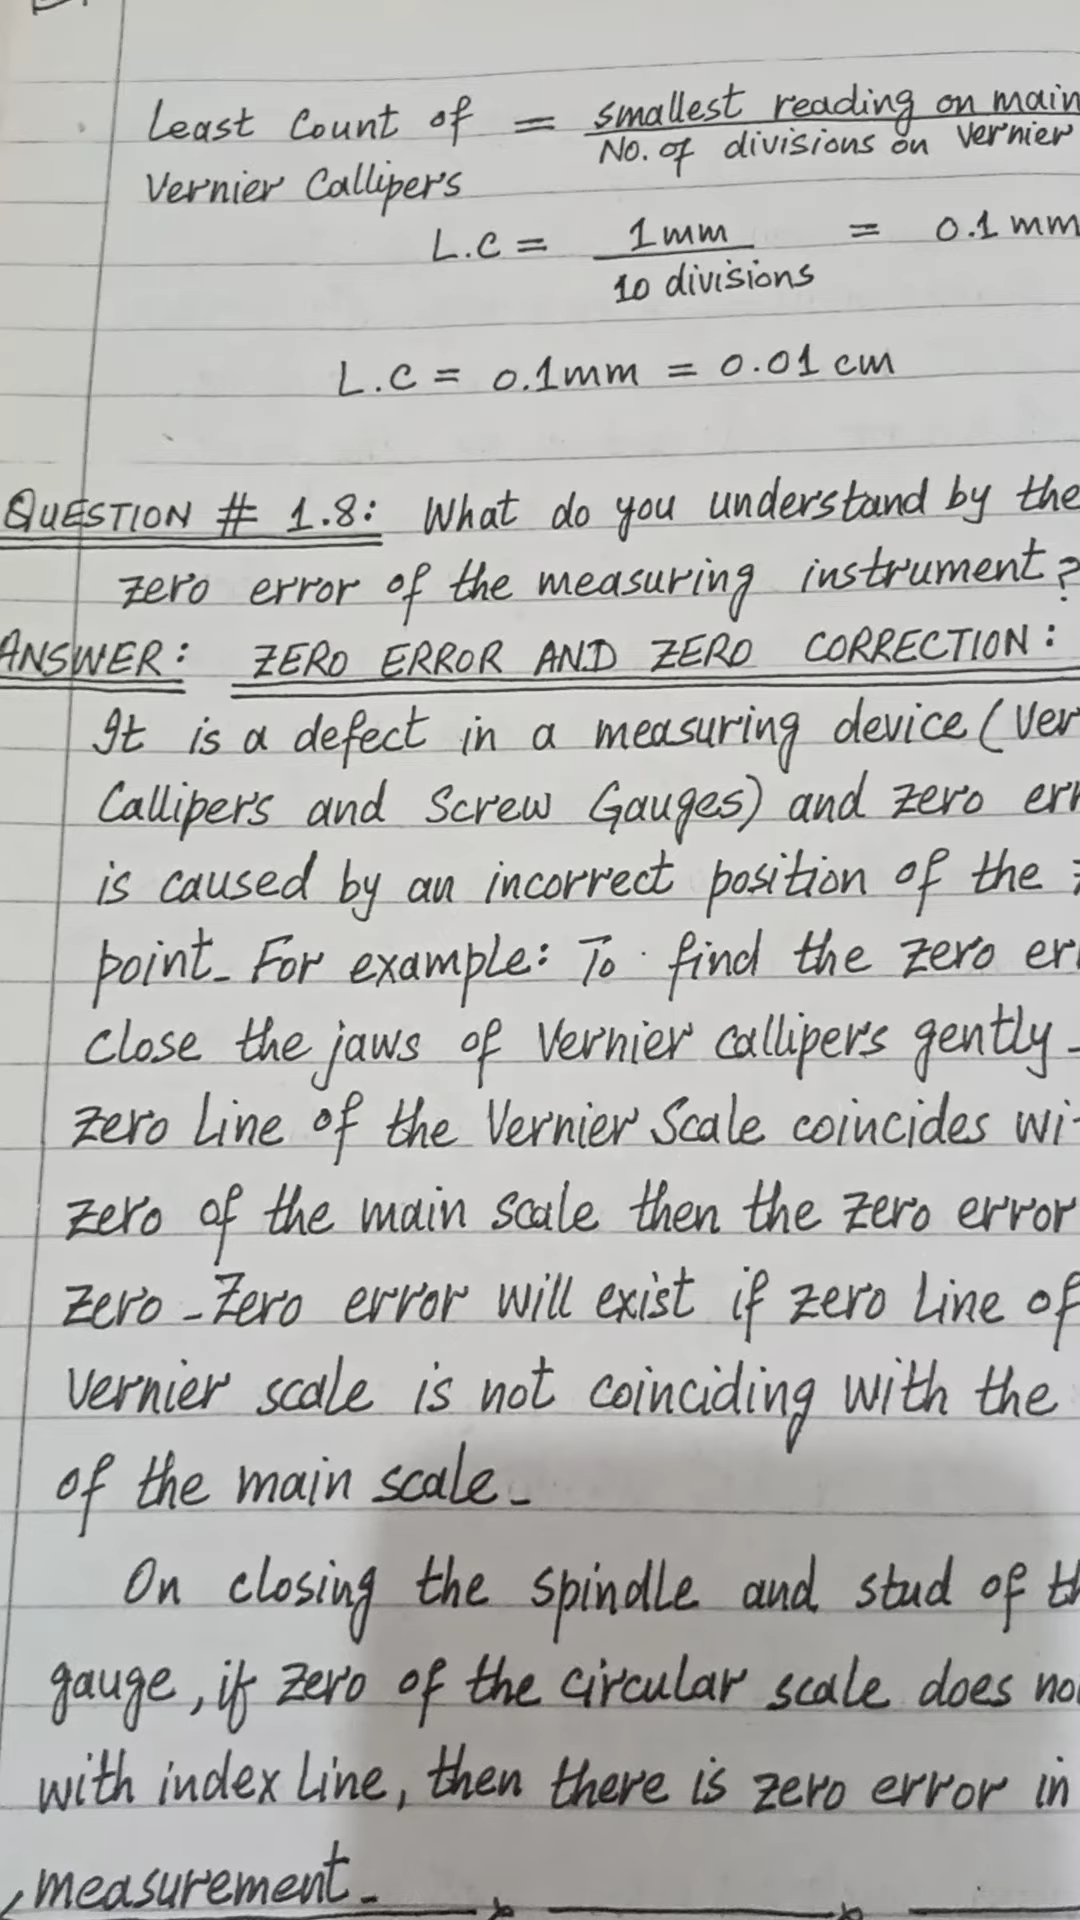 Least Count of = smallest reading on main
No. of divisions on Vernier
Vernier Callipers
L.C = 1mm = 0.1 mm
10 divisions
L.C = 0.1mm = 0.01 cm
QUESTION # 1.8: What do you understand by the
zero error of the measuring instrument?
ANSWER: ZERO ERROR AND ZERO CORRECTION:
It is a defect in a measuring device (Ver
Callipers and Screw Gauges) and zero err
is caused by an incorrect position of the
point_ For example: To find the zero er
close the jaws of Vernier callipers gently_
zero Line of the Vernier Scale coincides wi
zero of the main scale then the zero error
zero_Zero error will exist if zero Line of
vernier scale is not coinciding with the
of the main scale_
On closing the spindle and stud of th
gauge, if zero of the circular scale does no
with index Line, then there is zero error in
measurement_